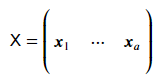 X = ( x₁ ⋯ xₐ )